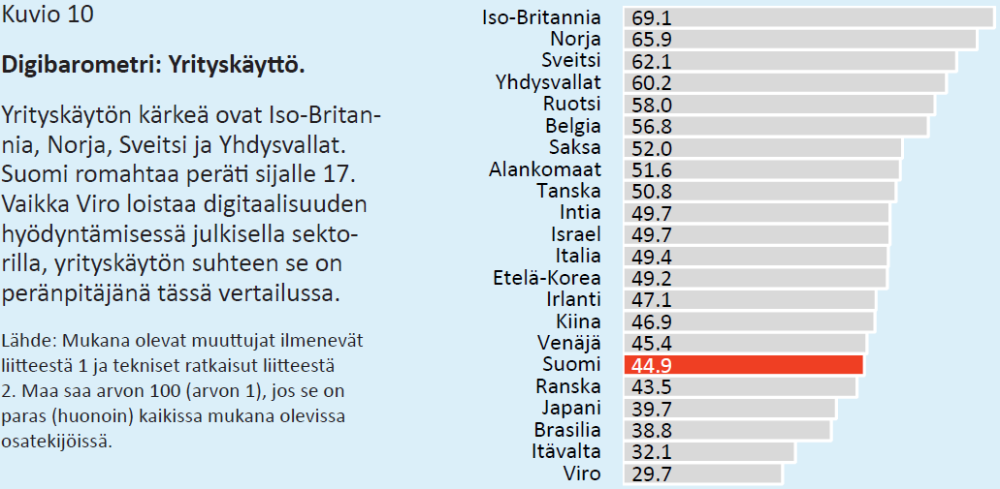 Kuvio 10
Digibarometri: Yrityskäyttö.
Yrityskäytön kärkeä ovat Iso-Britan-
nia, Norja, Sveitsi ja Yhdysvallat.
Suomi romahtaa peräti sijalle 17.
Vaikka Viro loistaa digitaalisuuden
hyödyntämisessä julkisella sekto-
rilla, yrityskäytön suhteen se on
peränpitäjänä tässä vertailussa.
Lähde: Mukana olevat muuttujat ilmenevät
liitteestä 1 ja tekniset ratkaisut liitteestä
2. Maa saa arvon 100 (arvon 1), jos se on
paras (huonoin) kaikissa mukana olevissa
osatekijöissä.
Iso-Britannia 69.1
Norja 65.9
Sveitsi 62.1
Yhdysvallat 60.2
Ruotsi 58.0
Belgia 56.8
Saksa 52.0
Alankomaat 51.6
Tanska 50.8
Intia 49.7
Israel 49.7
Italia 49.4
Etelä-Korea 49.2
Irlanti 47.1
Kiina 46.9
Venäjä 45.4
Suomi 44.9
Ranska 43.5
Japani 39.7
Brasilia 38.8
Itävalta 32.1
Viro 29.7